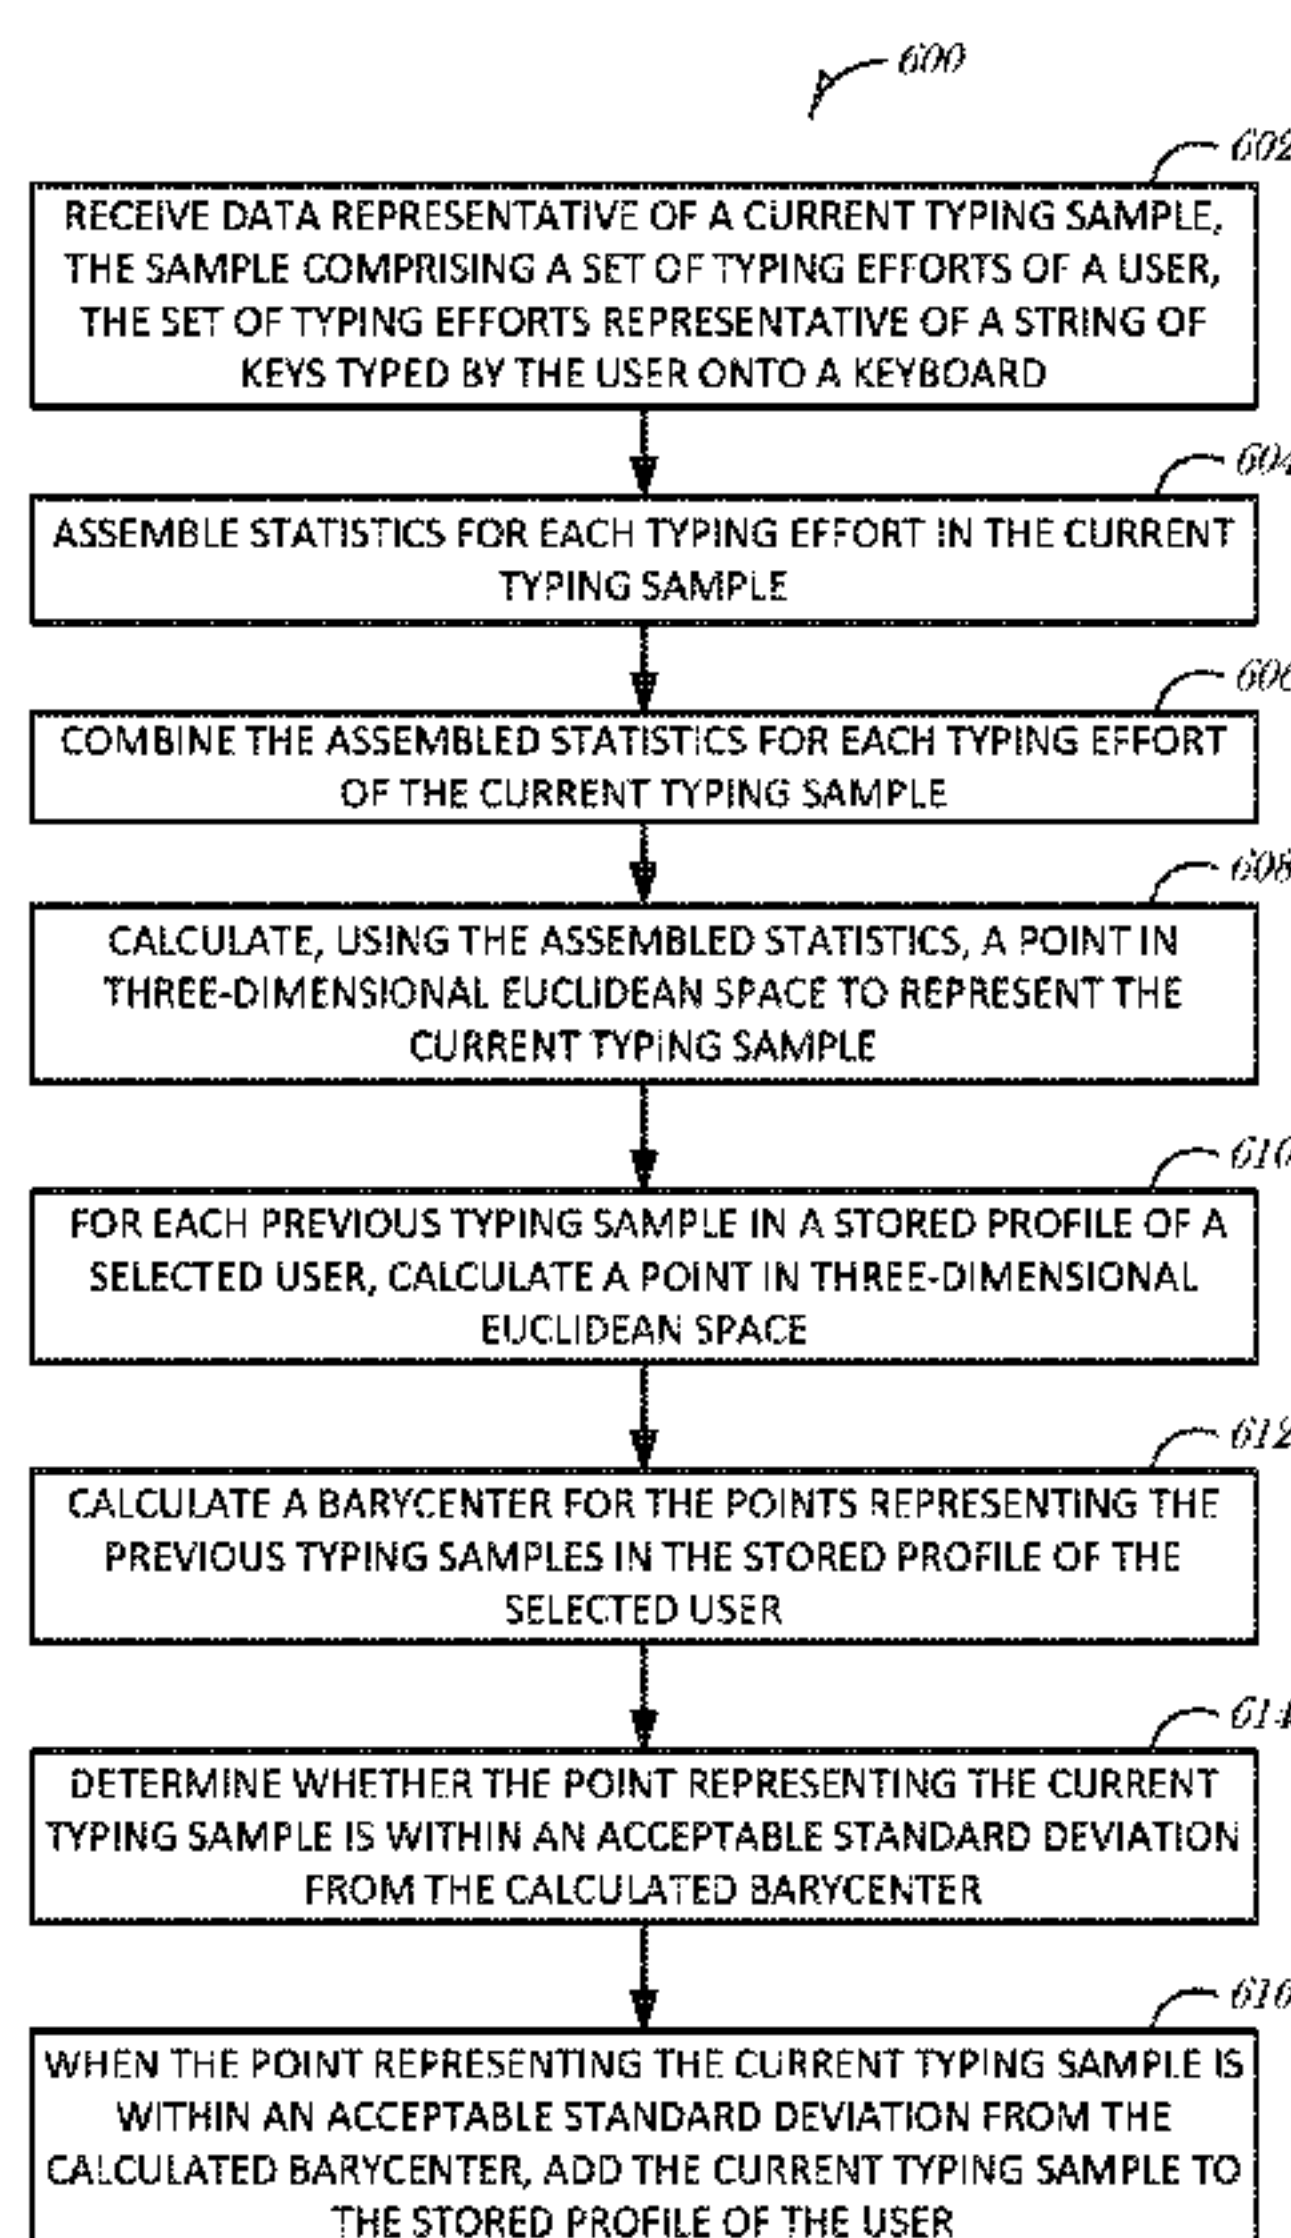 600
602
RECEIVE DATA REPRESENTATIVE OF A CURRENT TYPING SAMPLE,
THE SAMPLE COMPRISING A SET OF TYPING EFFORTS OF A USER,
THE SET OF TYPING EFFORTS REPRESENTATIVE OF A STRING OF
KEYS TYPED BY THE USER ONTO A KEYBOARD
604
ASSEMBLE STATISTICS FOR EACH TYPING EFFORT IN THE CURRENT
TYPING SAMPLE
606
COMBINE THE ASSEMBLED STATISTICS FOR EACH TYPING EFFORT
OF THE CURRENT TYPING SAMPLE
608
CALCULATE, USING THE ASSEMBLED STATISTICS, A POINT IN
THREE-DIMENSIONAL EUCLIDEAN SPACE TO REPRESENT THE
CURRENT TYPING SAMPLE
610
FOR EACH PREVIOUS TYPING SAMPLE IN A STORED PROFILE OF A
SELECTED USER, CALCULATE A POINT IN THREE-DIMENSIONAL
EUCLIDEAN SPACE
612
CALCULATE A BARYCENTER FOR THE POINTS REPRESENTING THE
PREVIOUS TYPING SAMPLES IN THE STORED PROFILE OF THE
SELECTED USER
614
DETERMINE WHETHER THE POINT REPRESENTING THE CURRENT
TYPING SAMPLE IS WITHIN AN ACCEPTABLE STANDARD DEVIATION
FROM THE CALCULATED BARYCENTER
616
WHEN THE POINT REPRESENTING THE CURRENT TYPING SAMPLE IS
WITHIN AN ACCEPTABLE STANDARD DEVIATION FROM THE
CALCULATED BARYCENTER, ADD THE CURRENT TYPING SAMPLE TO
THE STORED PROFILE OF THE USER